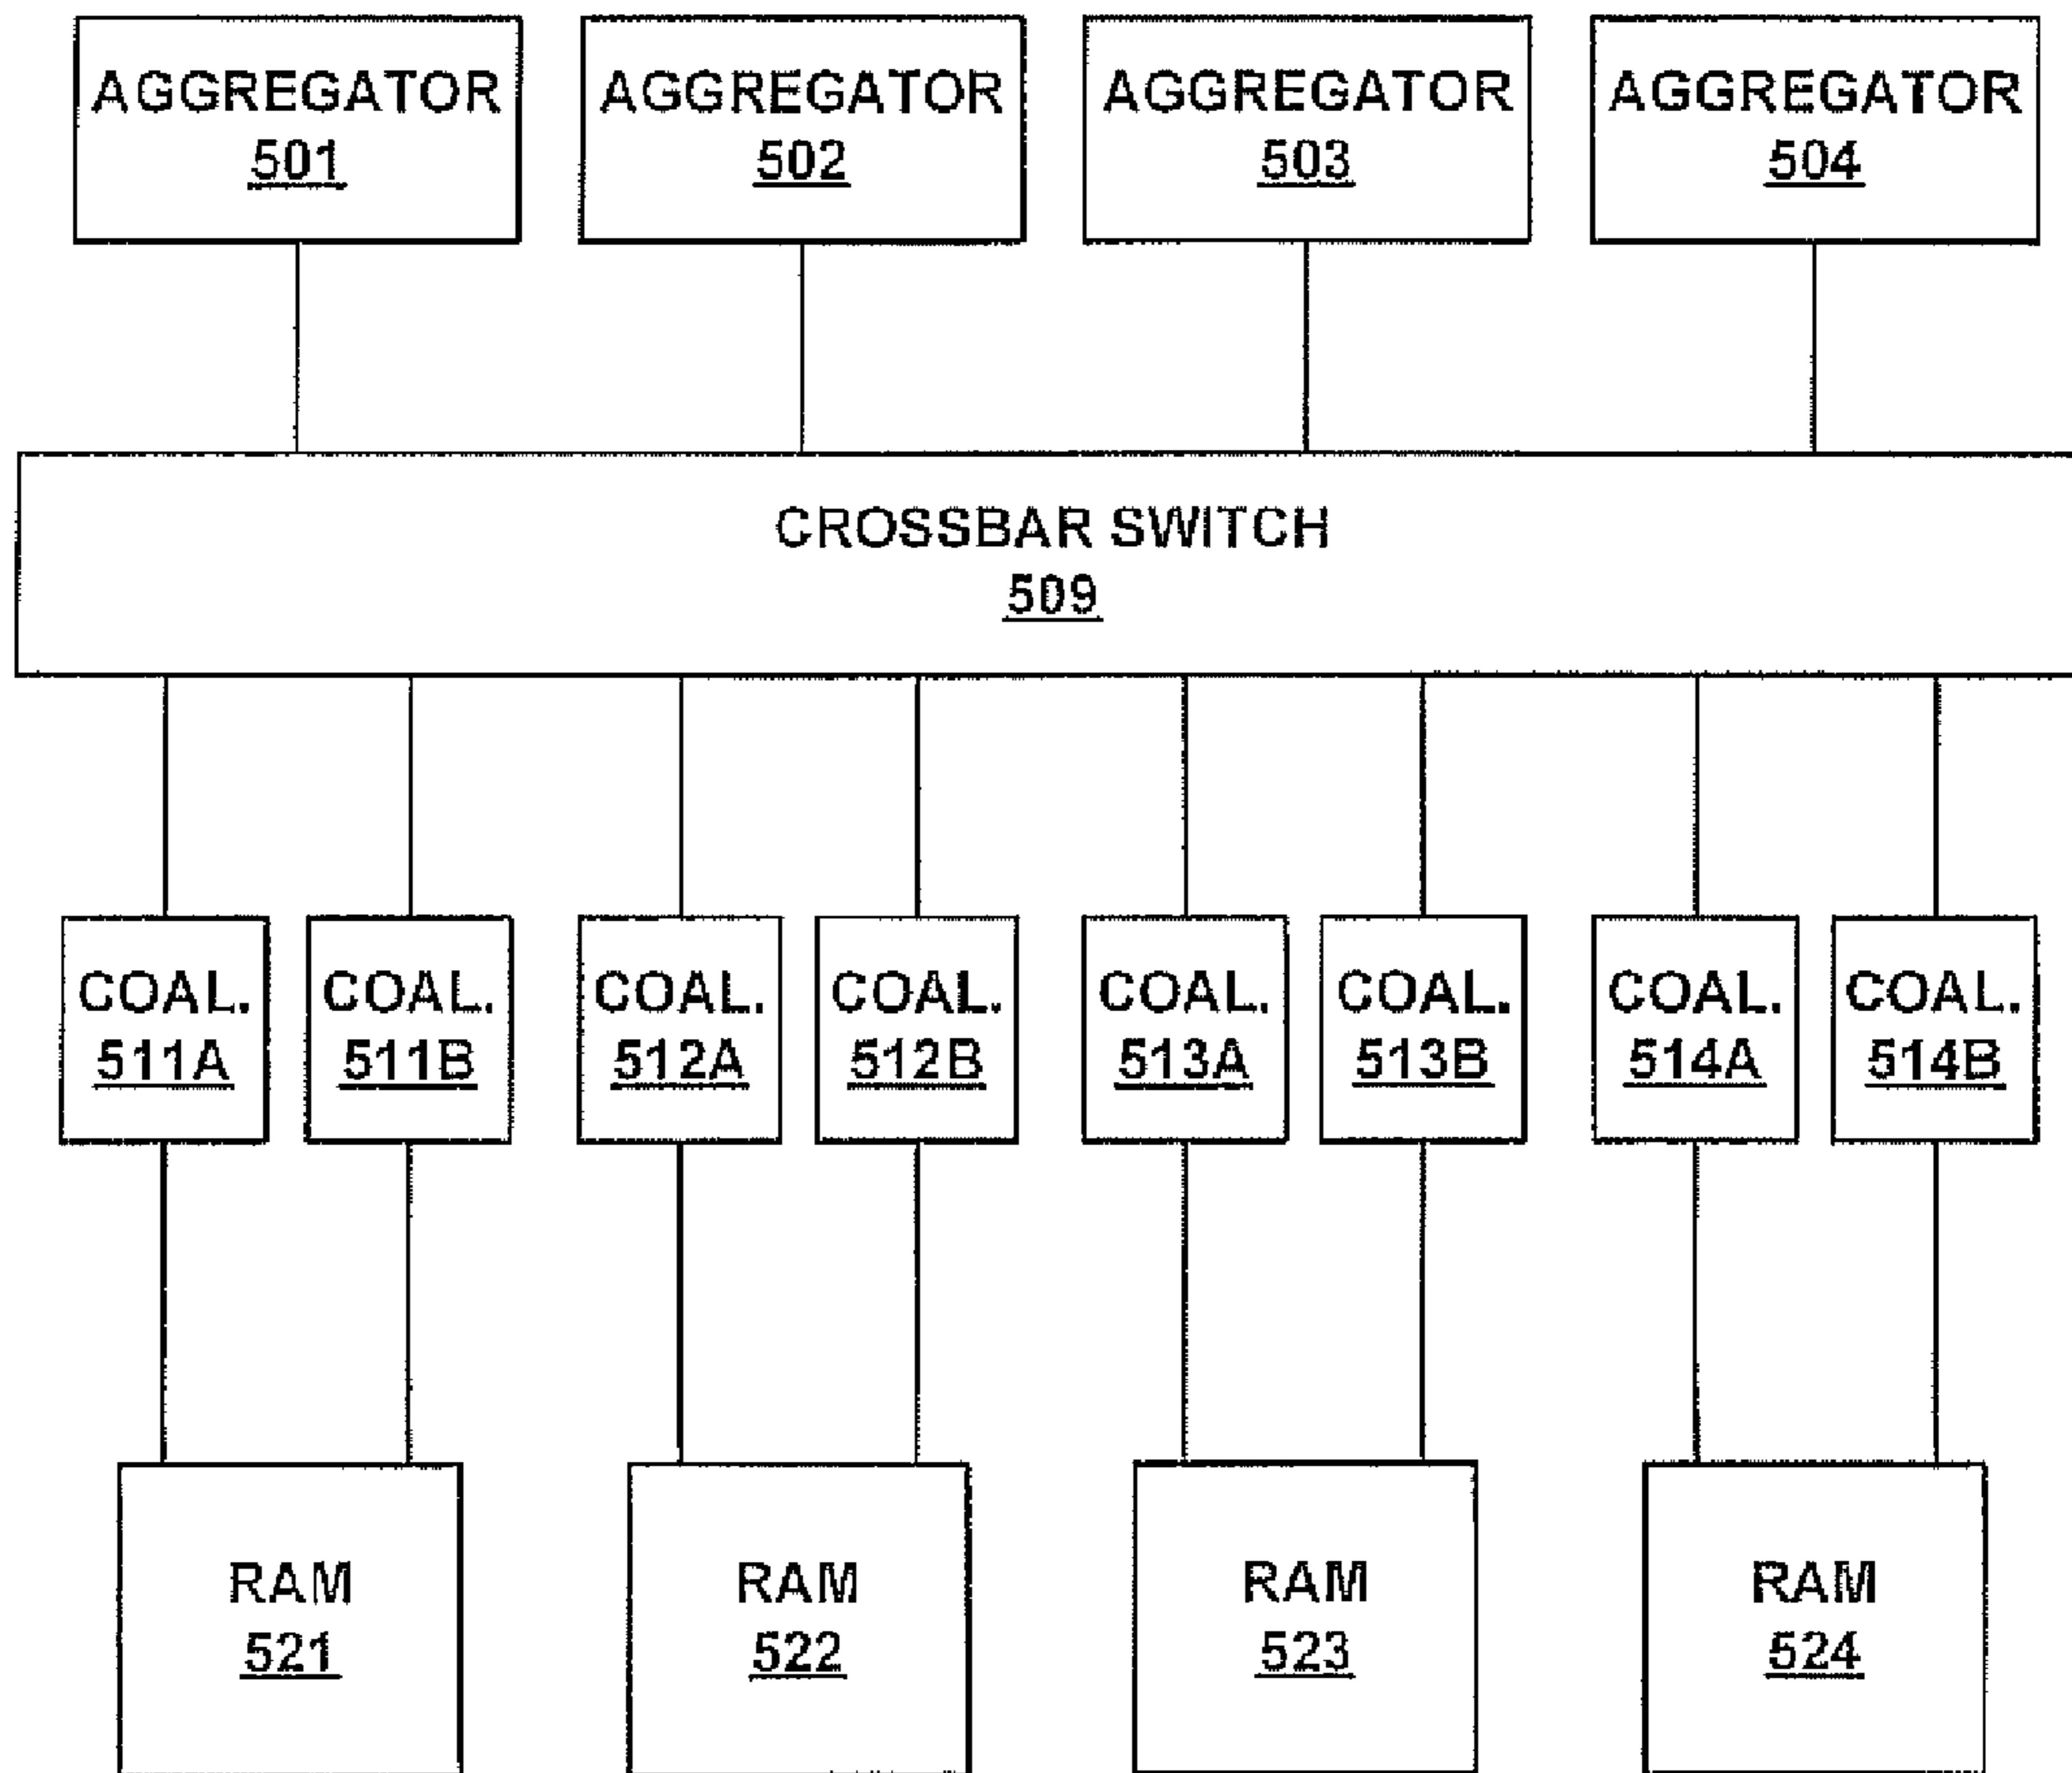 AGGREGATOR
501
AGGREGATOR
502
AGGREGATOR
503
AGGREGATOR
504
CROSSBAR SWITCH
509
COAL.
511A
COAL.
511B
COAL.
512A
COAL.
512B
COAL.
513A
COAL.
513B
COAL.
514A
COAL.
514B
RAM
521
RAM
522
RAM
523
RAM
524